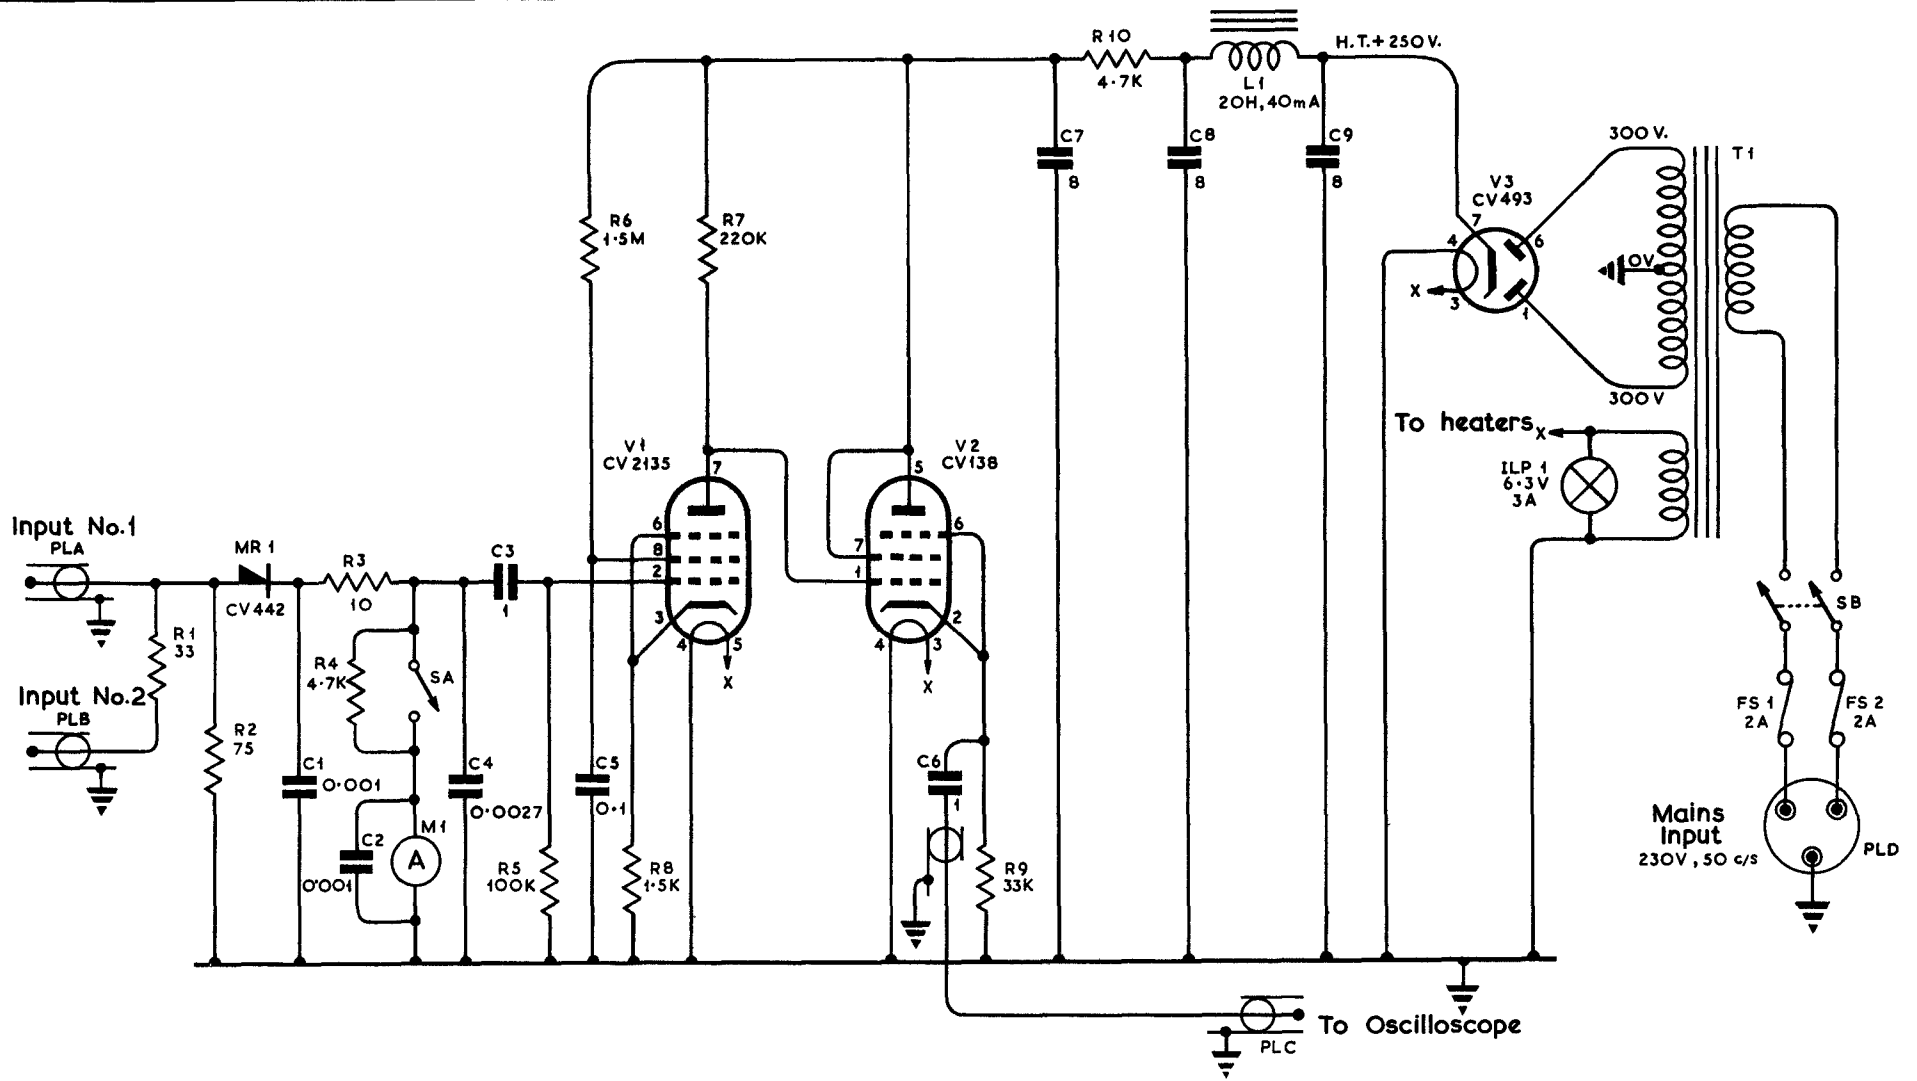 R10
4.7K
L1
20H, 40mA
H.T.+250V.
C7
8
C8
8
C9
8
300V.
T1
V3
CV493
7
4
6
X
3
1
0V
300V
R6
1.5M
R7
220K
To heaters
X
ILP 1
6.3V
3A
V1
CV2135
7
6
8
2
3
4
5
X
V2
CV138
5
6
7
1
2
4
3
X
Input No.1
PLA
MR1
CV442
R3
10
C3
1
R1
33
Input No.2
PLB
R2
75
R4
4.7K
SA
C1
0.001
C2
0.001
M1
A
C4
0.0027
C5
0.1
R5
100K
R8
1.5K
C6
1
R9
33K
SB
FS1
2A
FS2
2A
Mains
Input
230V, 50 c/s
PLD
To Oscilloscope
PLC